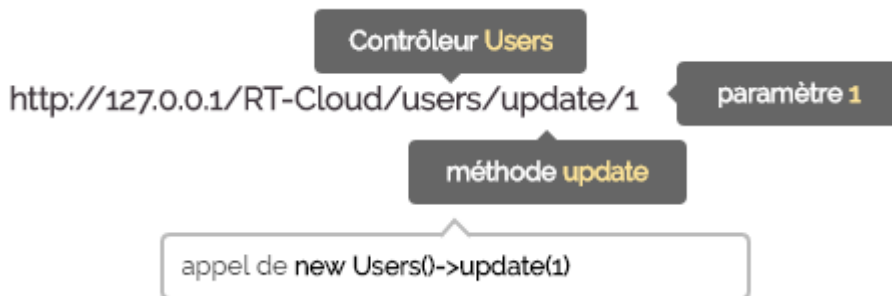 Contrôleur Users
http://127.0.0.1/RT-Cloud/users/update/1
paramètre 1
méthode update
appel de new Users()->update(1)